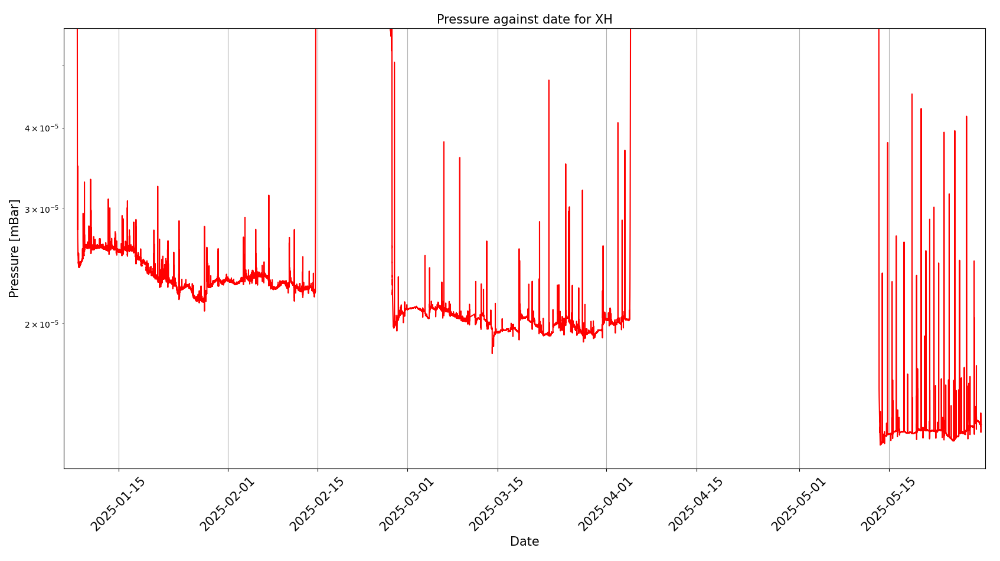 Pressure against date for XH
Pressure [mBar]
4 × 10⁻⁵
3 × 10⁻⁵
2 × 10⁻⁵
2025-01-15
2025-02-01
2025-02-15
2025-03-01
2025-03-15
2025-04-01
2025-04-15
2025-05-01
2025-05-15
Date